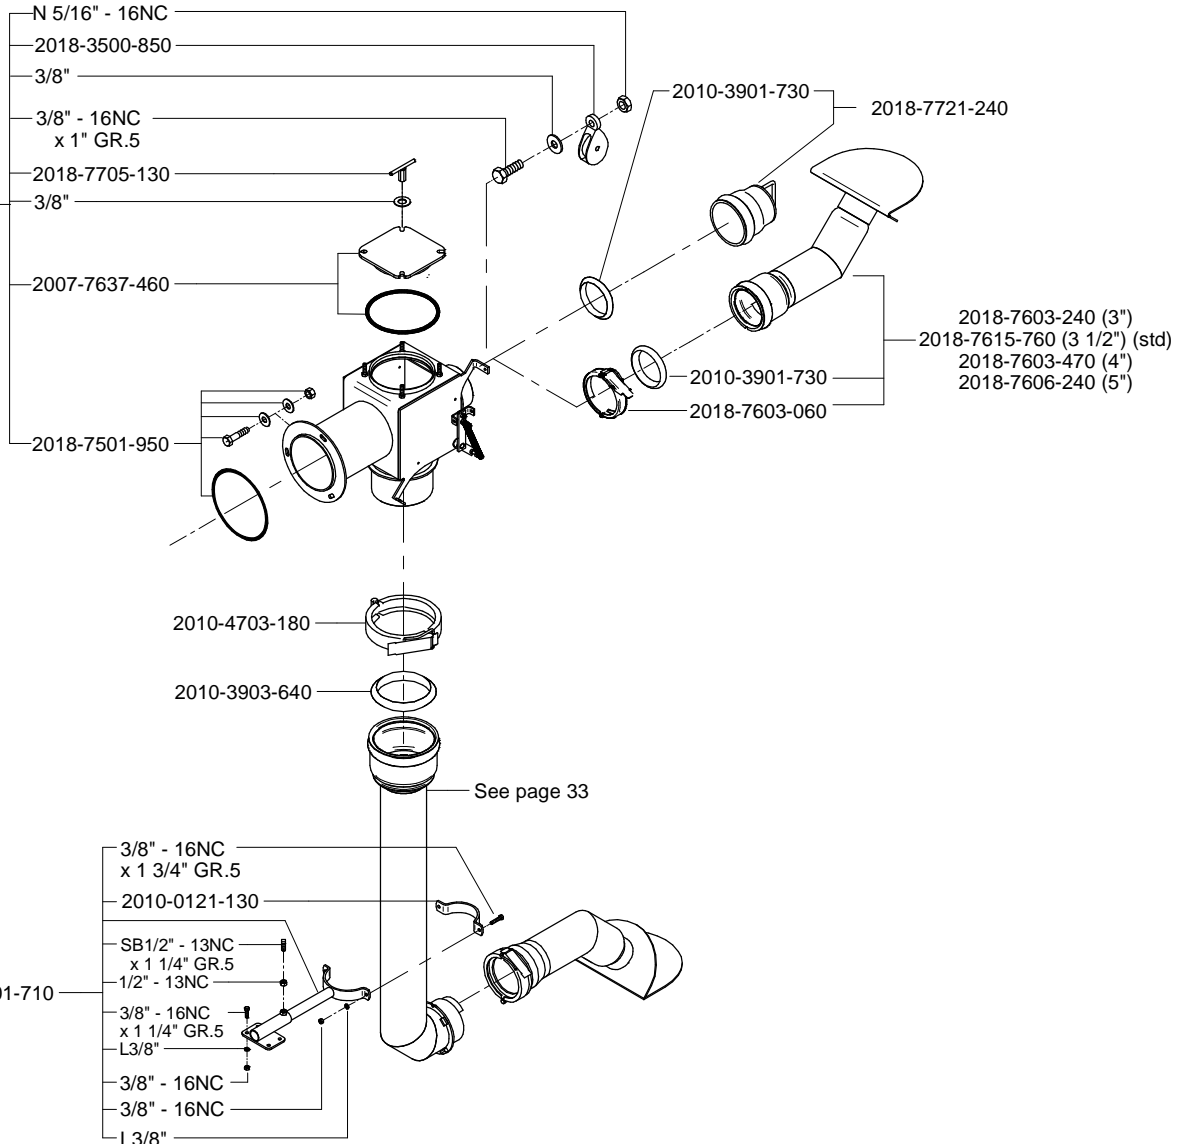 N 5/16" - 16NC
2018-3500-850
3/8"
3/8" - 16NC
x 1" GR.5
2018-7705-130
3/8"
2007-7637-460
2018-7501-950
2010-3901-730
2018-7721-240
2018-7603-240 (3")
2018-7615-760 (3 1/2") (std)
2018-7603-470 (4")
2018-7606-240 (5")
2010-3901-730
2018-7603-060
2010-4703-180
2010-3903-640
See page 33
3/8" - 16NC
x 1 3/4" GR.5
2010-0121-130
SB1/2" - 13NC
x 1 1/4" GR.5
1/2" - 13NC
01-710
3/8" - 16NC
x 1 1/4" GR.5
L3/8"
3/8" - 16NC
3/8" - 16NC
L3/8"